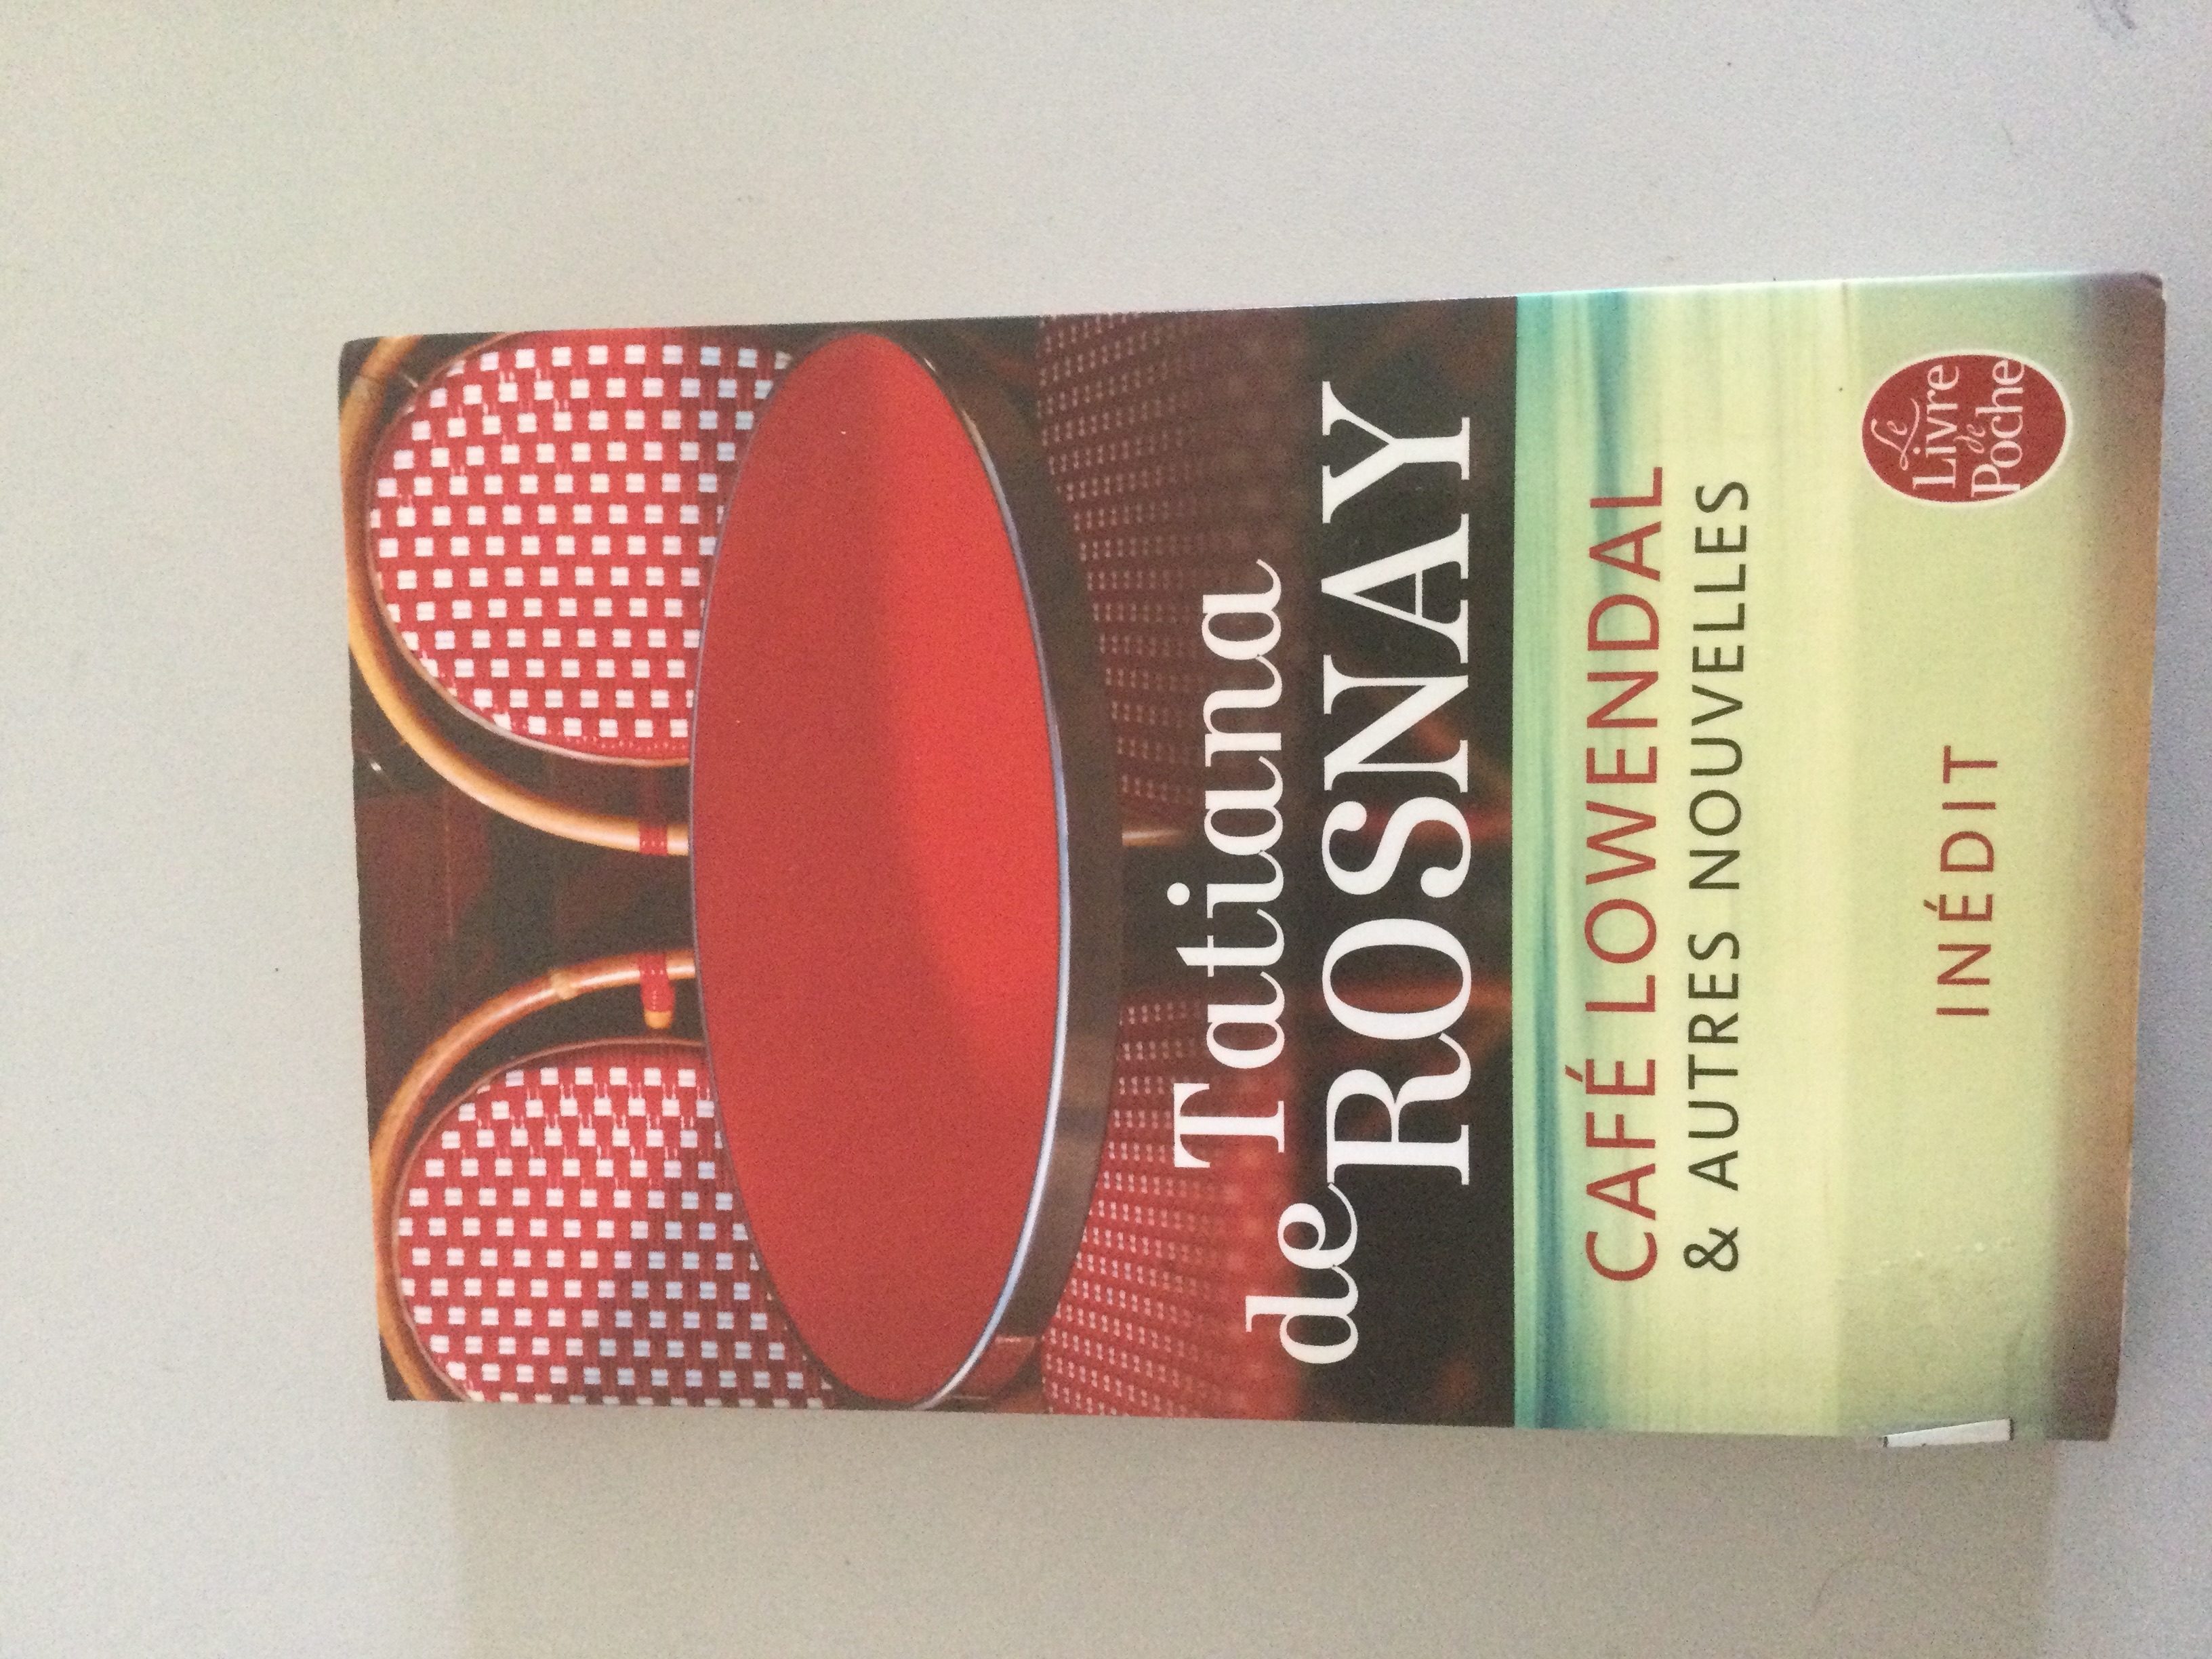 Tatiana
de ROSNAY
CAFÉ LOWENDAL
& AUTRES NOUVELLES
INÉDIT
Le
Livre
de
Poche